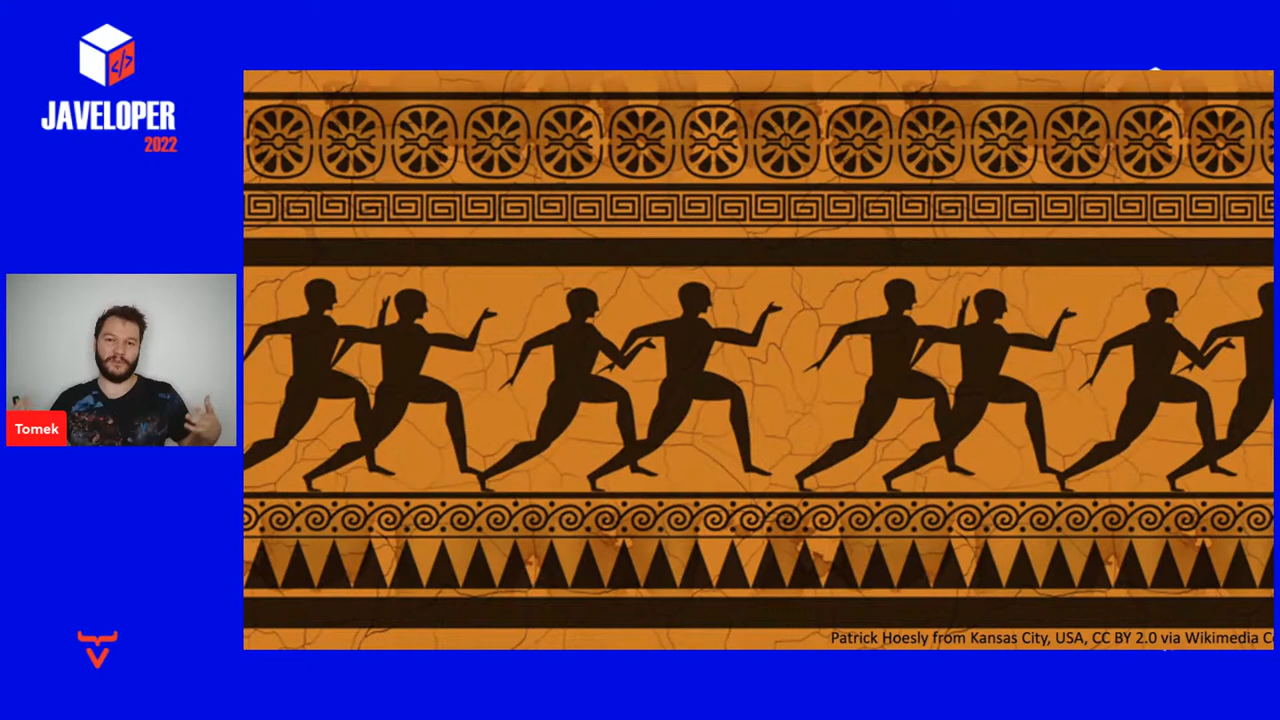 </>
JAVELOPER
2022
Tomek
Patrick Hoesly from Kansas City, USA, CC BY 2.0 via Wikimedia